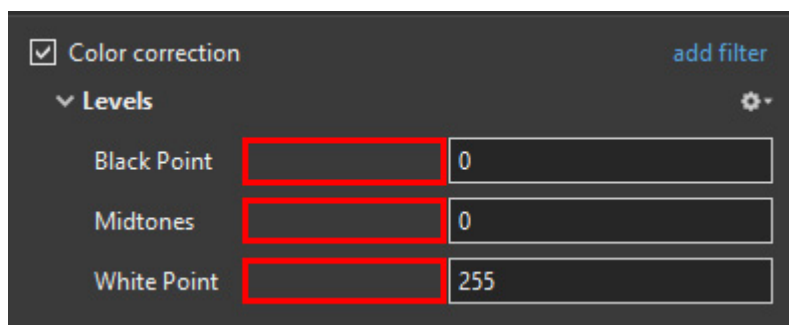 Color correction add filter
Levels
Black Point 0
Midtones 0
White Point 255